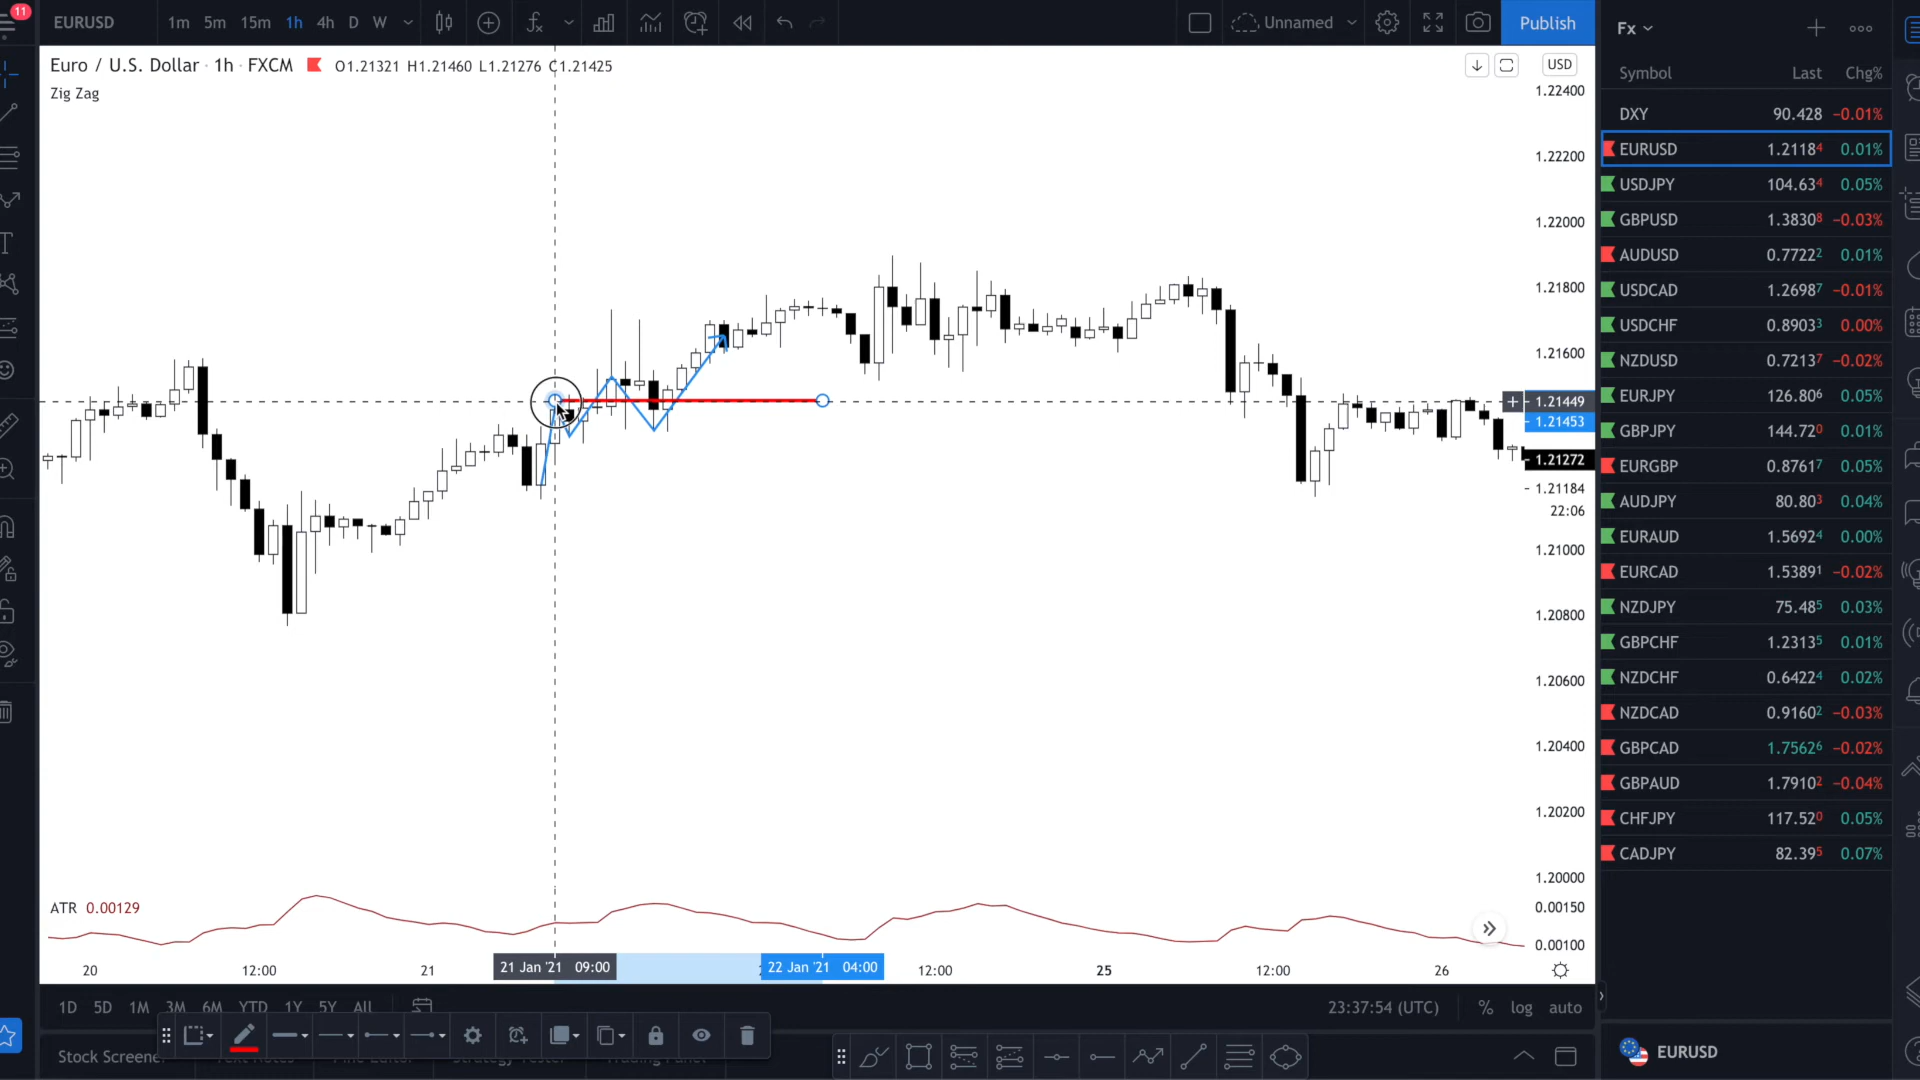 11
EURUSD 1m 5m 15m 1h 4h D W Unnamed Publish Fx
Euro / U.S. Dollar · 1h · FXCM O1.21321 H1.21460 L1.21276 C1.21425 USD
Zig Zag
Symbol Last Chg%
DXY 90.428 −0.01%
EURUSD 1.21184 0.01%
USDJPY 104.634 0.05%
GBPUSD 1.38308 −0.03%
AUDUSD 0.77222 0.01%
USDCAD 1.26987 −0.01%
USDCHF 0.89033 0.00%
NZDUSD 0.72137 −0.02%
EURJPY 126.806 0.05%
GBPJPY 144.720 0.01%
EURGBP 0.87617 0.05%
AUDJPY 80.803 0.04%
EURAUD 1.56924 0.00%
EURCAD 1.53891 −0.02%
NZDJPY 75.485 0.03%
GBPCHF 1.23135 0.01%
NZDCHF 0.64224 0.02%
NZDCAD 0.91602 −0.03%
GBPCAD 1.75626 −0.02%
GBPAUD 1.79102 −0.04%
CHFJPY 117.520 0.05%
CADJPY 82.395 0.07%
1.22400
1.22200
1.22000
1.21800
1.21600
1.21449
1.21453
1.21272
1.21184
22:06
1.21000
1.20800
1.20600
1.20400
1.20200
1.20000
ATR 0.00129
0.00150
0.00100
20 12:00 21 21 Jan '21 09:00 22 Jan '21 04:00 12:00 25 12:00 26
1D 5D 1M 3M 6M YTD 1Y 5Y All 23:37:54 (UTC) % log auto
Stock Screener
EURUSD